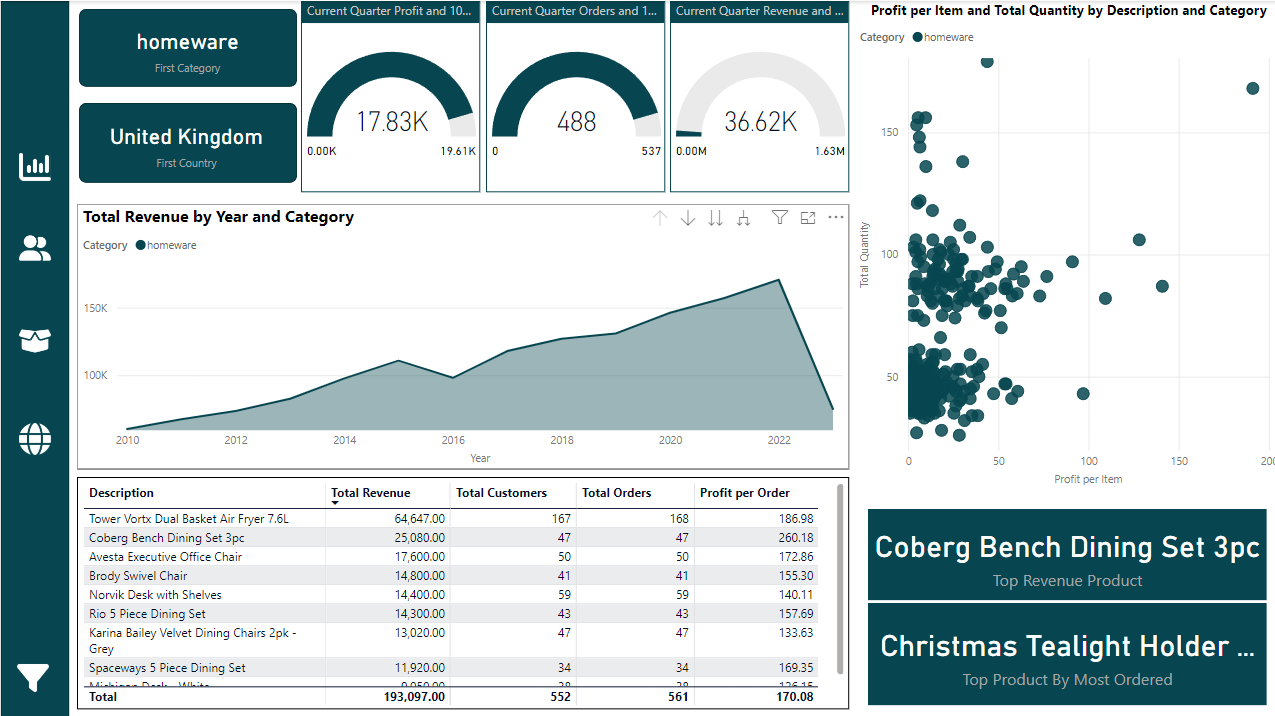 homeware
First Category
United Kingdom
First Country
Current Quarter Profit and 10...
17.83K
0.00K 19.61K
Current Quarter Orders and 1...
488
0 537
Current Quarter Revenue and ...
36.62K
0.00M 1.63M
Total Revenue by Year and Category
Category homeware
150K
100K
2010 2012 2014 2016 2018 2020 2022
Year
Description Total Revenue Total Customers Total Orders Profit per Order
Tower Vortx Dual Basket Air Fryer 7.6L 64,647.00 167 168 186.98
Coberg Bench Dining Set 3pc 25,080.00 47 47 260.18
Avesta Executive Office Chair 17,600.00 50 50 172.86
Brody Swivel Chair 14,800.00 41 41 155.30
Norvik Desk with Shelves 14,400.00 59 59 140.11
Rio 5 Piece Dining Set 14,300.00 43 43 157.69
Karina Bailey Velvet Dining Chairs 2pk - 13,020.00 47 47 133.63
Grey
Spaceways 5 Piece Dining Set 11,920.00 34 34 169.35
Total 193,097.00 552 561 170.08
Profit per Item and Total Quantity by Description and Category
Category homeware
Total Quantity
150
100
50
0 50 100 150
Profit per Item
Coberg Bench Dining Set 3pc
Top Revenue Product
Christmas Tealight Holder ...
Top Product By Most Ordered